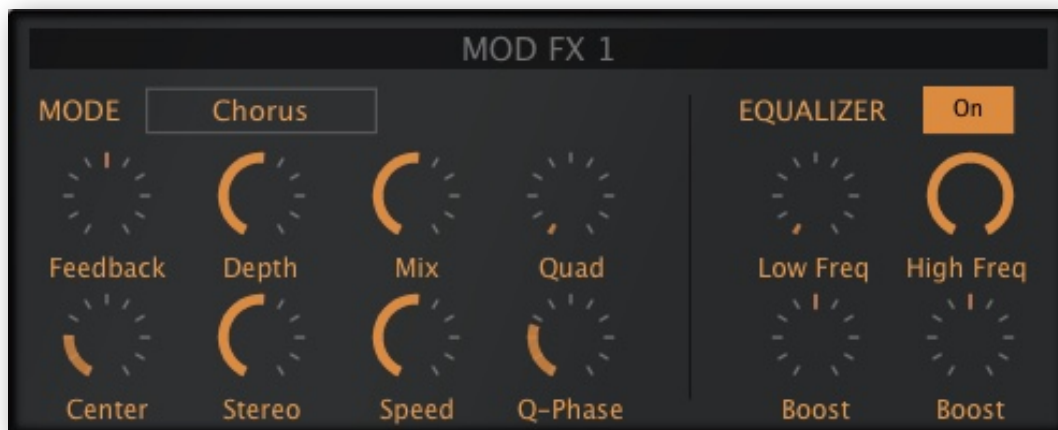 MOD FX 1
MODE Chorus EQUALIZER On
Feedback Depth Mix Quad Low Freq High Freq
Center Stereo Speed Q-Phase Boost Boost